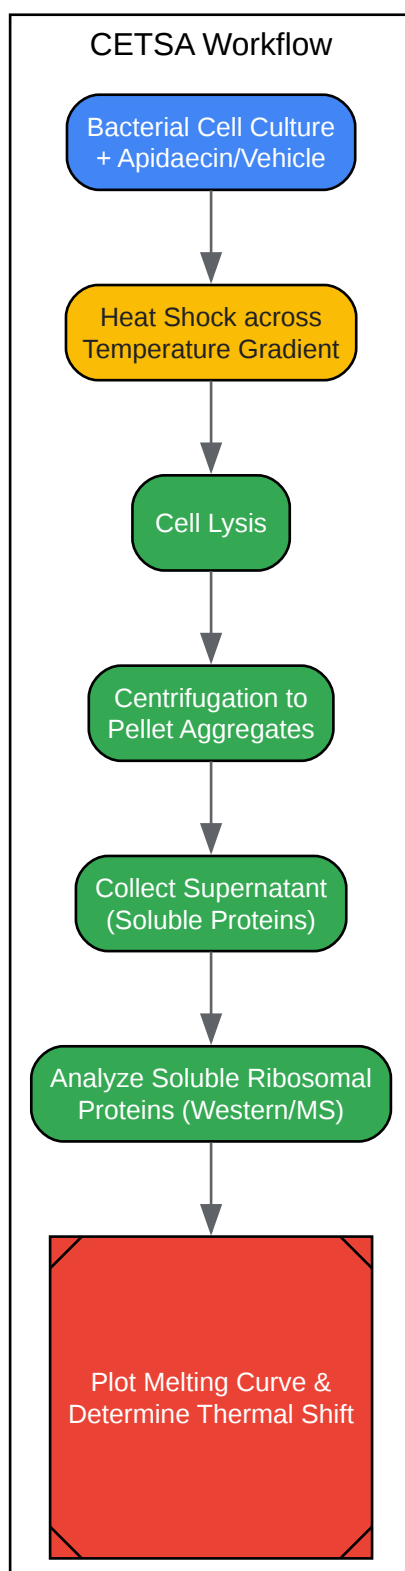 CETSA Workflow
Bacterial Cell Culture
+ Apidaecin/Vehicle
Heat Shock across
Temperature Gradient
Cell Lysis
Centrifugation to
Pellet Aggregates
Collect Supernatant
(Soluble Proteins)
Analyze Soluble Ribosomal
Proteins (Western/MS)
Plot Melting Curve &
Determine Thermal Shift